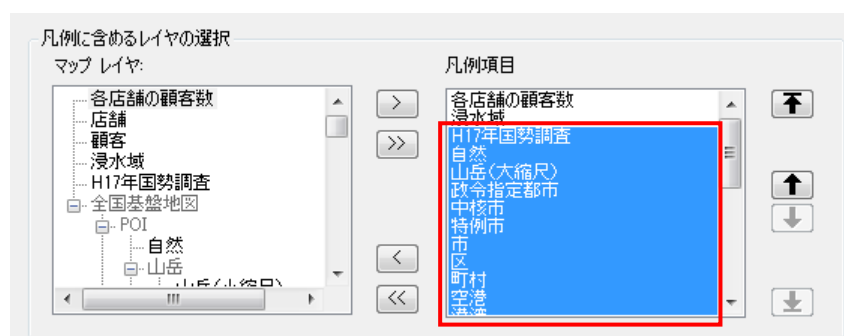 凡例に含めるレイヤの選択
マップ レイヤ:
各店舗の顧客数
店舗
顧客
浸水域
H17年国勢調査
全国基盤地図
POI
自然
山岳
凡例項目
各店舗の顧客数
浸水域
H17年国勢調査
自然
山岳(大縮尺)
政令指定都市
中核市
特例市
市
区
町村
空港
港湾